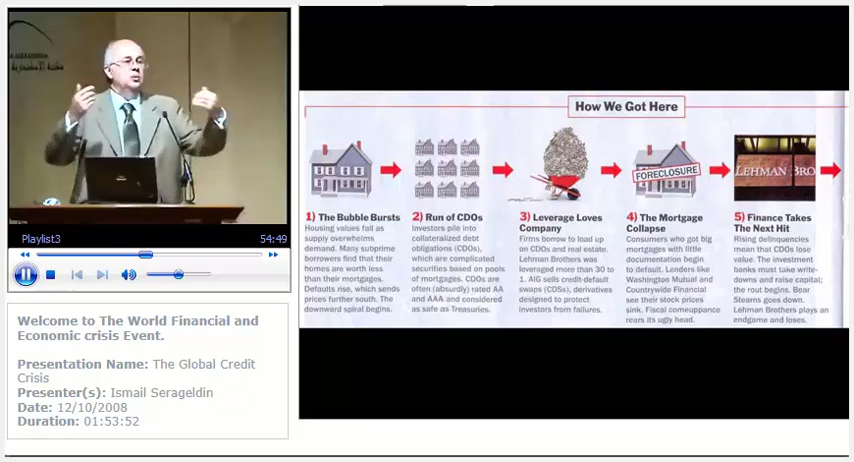 Playlist3
54:49
Welcome to The World Financial and
Economic crisis Event.
Presentation Name: The Global Credit
Crisis
Presenter(s): Ismail Serageldin
Date: 12/10/2008
Duration: 01:53:52
How We Got Here
FORECLOSURE
LEHMAN BRO
1) The Bubble Bursts
Housing values fall as
supply overwhelms
demand. Many subprime
borrowers find that their
homes are worth less
than their mortgages.
Defaults rise, which sends
prices further south. The
downward spiral begins.
2) Run of CDOs
Investors pile into
collateralized debt
obligations (CDOs),
which are complicated
securities based on pools
of mortgages. CDOs are
often (absurdly) rated AA
and AAA and considered
as safe as Treasuries.
3) Leverage Loves
Company
Firms borrow to load up
on CDOs and real estate.
Lehman Brothers was
leveraged more than 30 to
1. AIG sells credit-default
swaps (CDSs), derivatives
designed to protect
investors from failures.
4) The Mortgage
Collapse
Consumers who got big
mortgages with little
documentation begin
to default. Lenders like
Washington Mutual and
Countrywide Financial
see their stock prices
sink. Fiscal comeuppance
rears its ugly head.
5) Finance Takes
The Next Hit
Rising delinquencies
mean that CDOs lose
value. The investment
banks must take write-
downs and raise capital;
the rout begins. Bear
Stearns goes down.
Lehman Brothers plays an
endgame and loses.